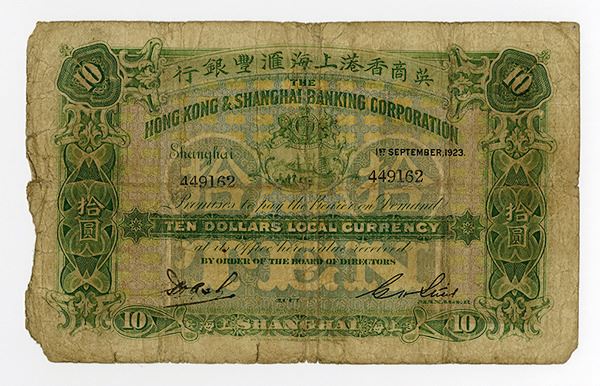 英商香港上海滙豐銀行
10 10
THE
HONG KONG & SHANGHAI BANKING CORPORATION
Shanghai 1ST SEPTEMBER, 1923.
449162 449162
Promises to pay the Bearer on Demand
拾圓 拾圓
TEN DOLLARS LOCAL CURRENCY
at its Office here value received
BY ORDER OF THE BOARD OF DIRECTORS
10 SHANGHAI 10